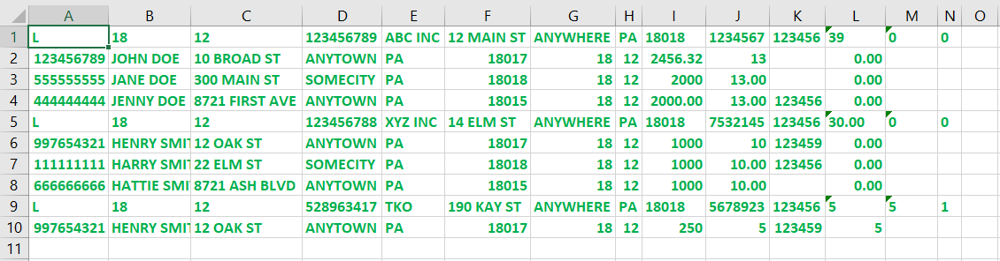 A B C D E F G H I J K L M N O
1 L 18 12 123456789 ABC INC 12 MAIN ST ANYWHERE PA 18018 1234567 123456 39 0 0
2 123456789 JOHN DOE 10 BROAD ST ANYTOWN PA 18017 18 12 2456.32 13 0.00
3 555555555 JANE DOE 300 MAIN ST SOMECITY PA 18018 18 12 2000 13.00 0.00
4 444444444 JENNY DOE 8721 FIRST AVE ANYTOWN PA 18015 18 12 2000.00 13.00 123456 0.00
5 L 18 12 123456788 XYZ INC 14 ELM ST ANYWHERE PA 18018 7532145 123456 30.00 0 0
6 997654321 HENRY SMIT 12 OAK ST ANYTOWN PA 18017 18 12 1000 10 123459 0.00
7 111111111 HARRY SMIT 22 ELM ST SOMECITY PA 18018 18 12 1000 10.00 123456 0.00
8 666666666 HATTIE SMI 8721 ASH BLVD ANYTOWN PA 18015 18 12 1000 10.00 0.00
9 L 18 12 528963417 TKO 190 KAY ST ANYWHERE PA 18018 5678923 123456 5 5 1
10 997654321 HENRY SMIT 12 OAK ST ANYTOWN PA 18017 18 12 250 5 123459 5
11